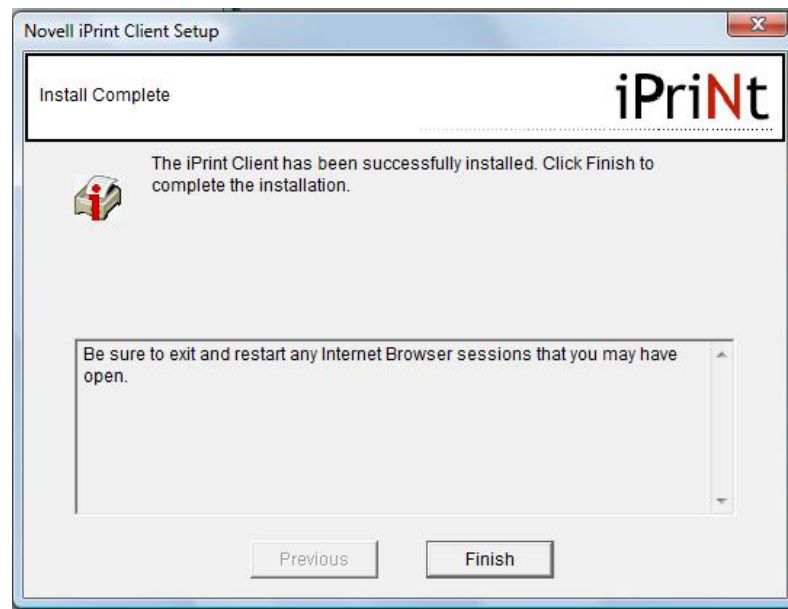 Novell iPrint Client Setup
Install Complete
iPriNt
The iPrint Client has been successfully installed. Click Finish to
complete the installation.
Be sure to exit and restart any Internet Browser sessions that you may have
open.
Previous
Finish